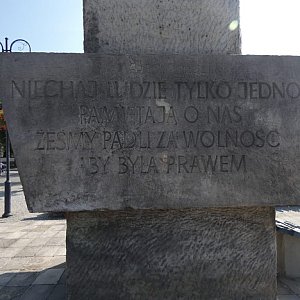 NIECHAJ LUDZIE TYLKO JEDNO
PAMIĘTAJĄ O NAS
ŻEŚMY PADLI ZA WOLNOŚĆ
ABY BYŁA PRAWEM